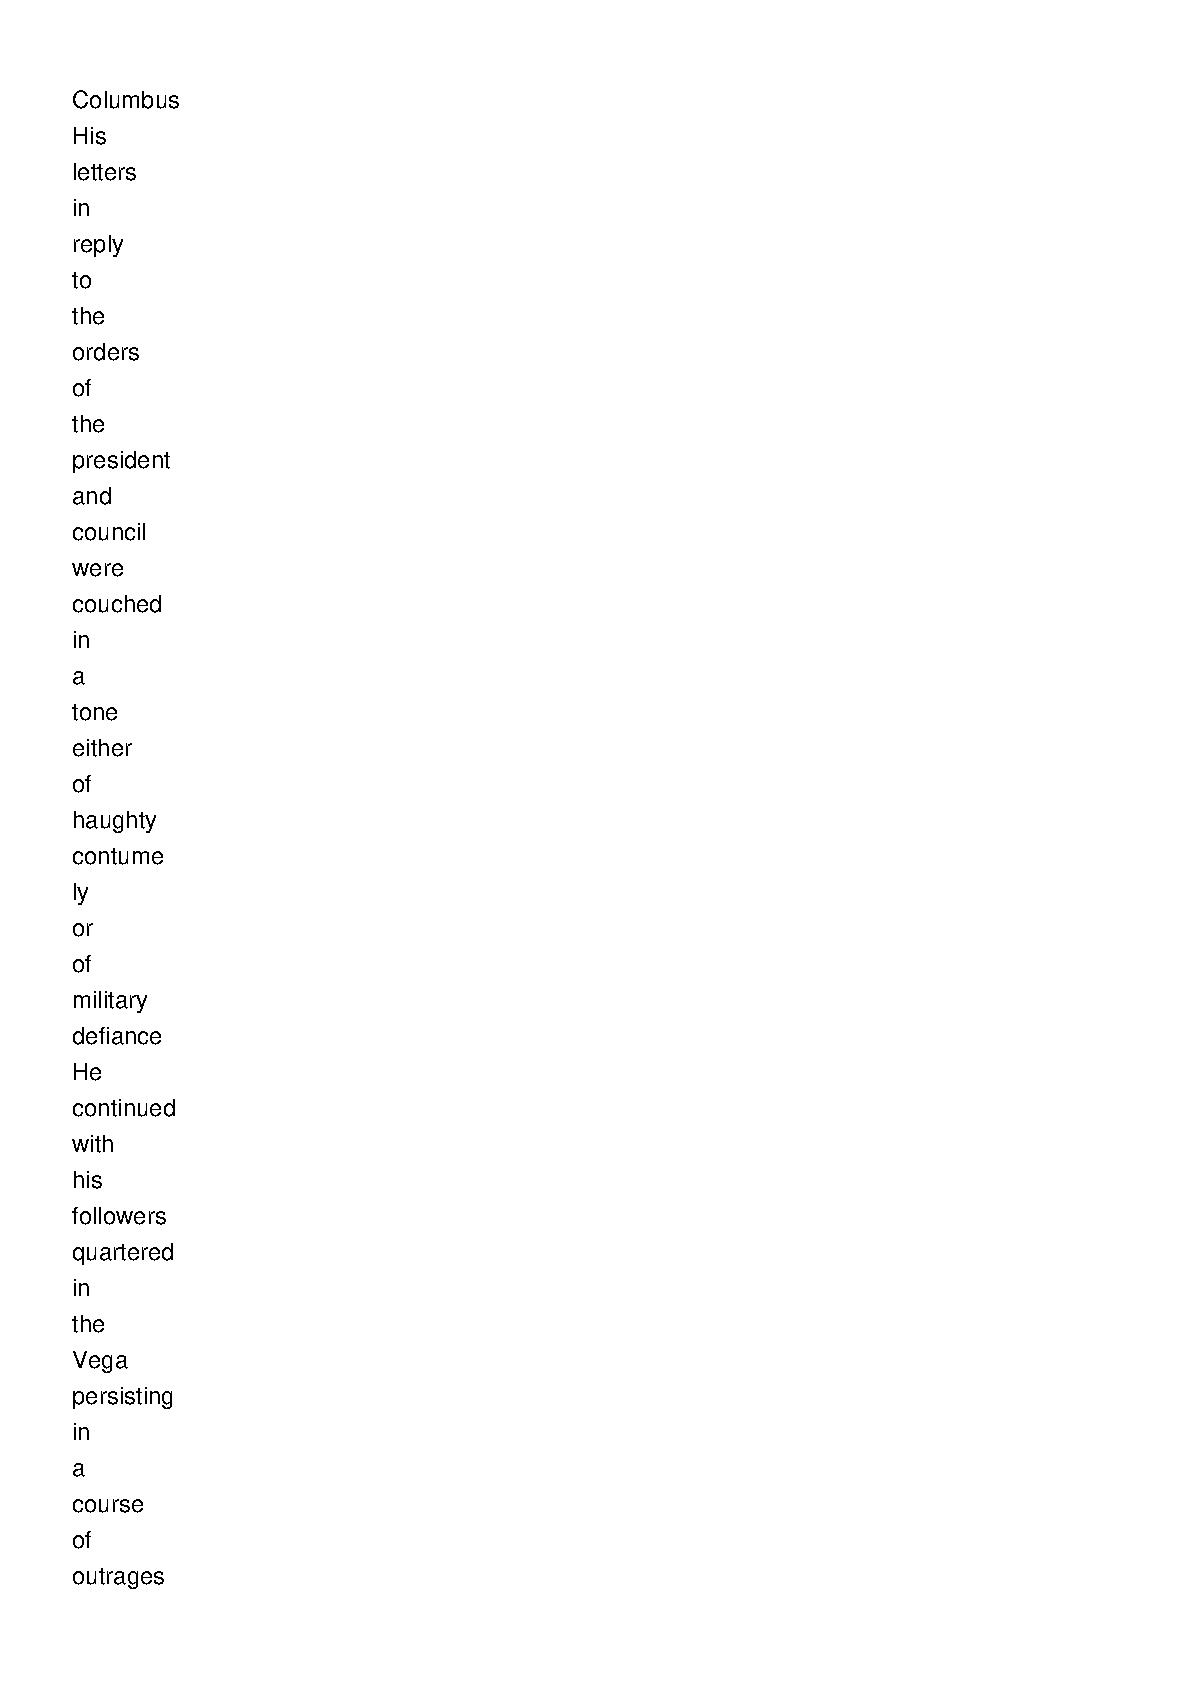 Columbus
His
letters
in
reply
to
the
orders
of
the
president
and
council
were
couched
in
a
tone
either
of
haughty
contume
ly
or
of
military
defiance
He
continued
with
his
followers
quartered
in
the
Vega
persisting
in
a
course
of
outrages